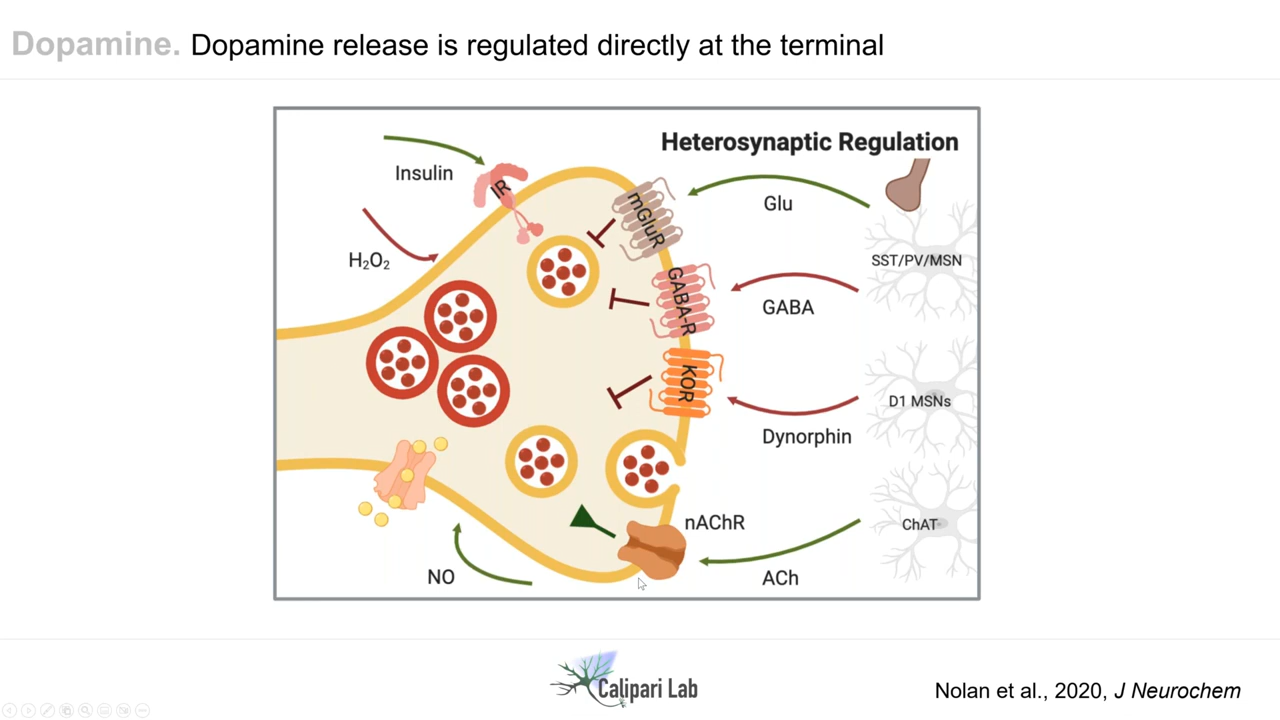 Dopamine. Dopamine release is regulated directly at the terminal
Heterosynaptic Regulation
Insulin
IR
H₂O₂
mGluR
Glu
SST/PV/MSN
GABA-R
GABA
KOR
D1 MSNs
Dynorphin
nAChR
ChAT
NO
ACh
Calipari Lab
Nolan et al., 2020, J Neurochem